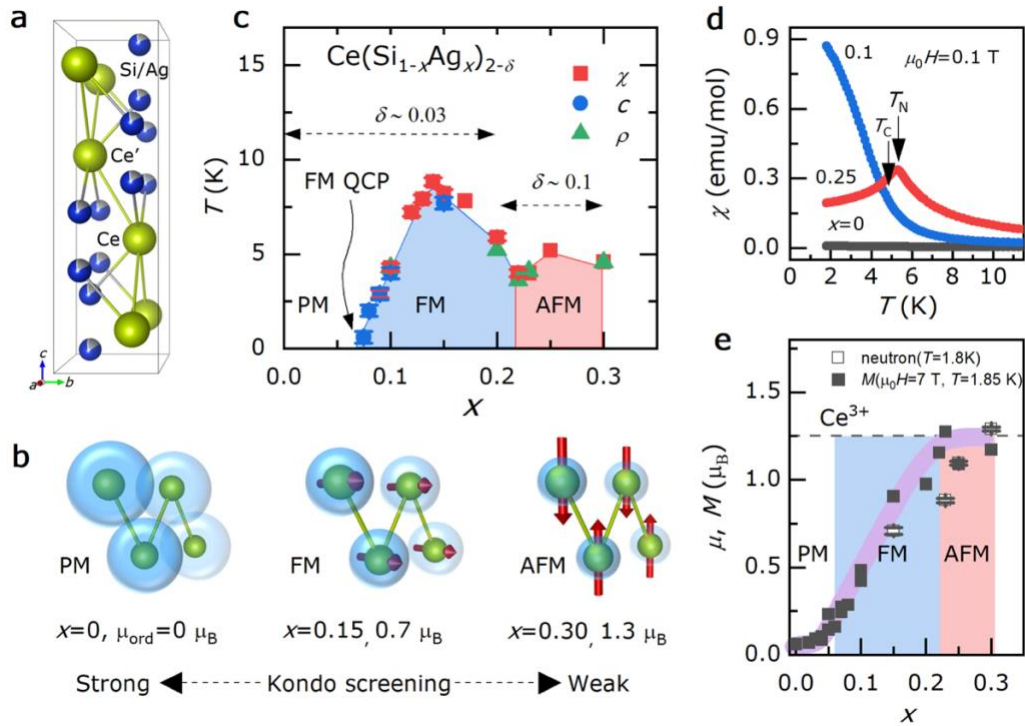 a
Si/Ag
Ce′
Ce
c
a
b
b
PM
FM
AFM
x=0, μord=0 μB
x=0.15, 0.7 μB
x=0.30, 1.3 μB
Strong
Kondo screening
Weak
c
Ce(Si1-xAgx)2-δ
χ
c
ρ
δ ~ 0.03
δ ~ 0.1
FM QCP
PM
FM
AFM
T (K)
15
10
5
0
0.0 0.1 0.2 0.3
x
d
μ0H=0.1 T
0.1
0.25
x=0
TN
TC
χ (emu/mol)
0.9
0.6
0.3
0.0
2 4 6 8 10
T (K)
e
neutron(T=1.8K)
M(μ0H=7 T, T=1.85 K)
Ce3+
PM
FM
AFM
μ, M (μB)
1.5
1.0
0.5
0.0
0.0 0.1 0.2 0.3
x